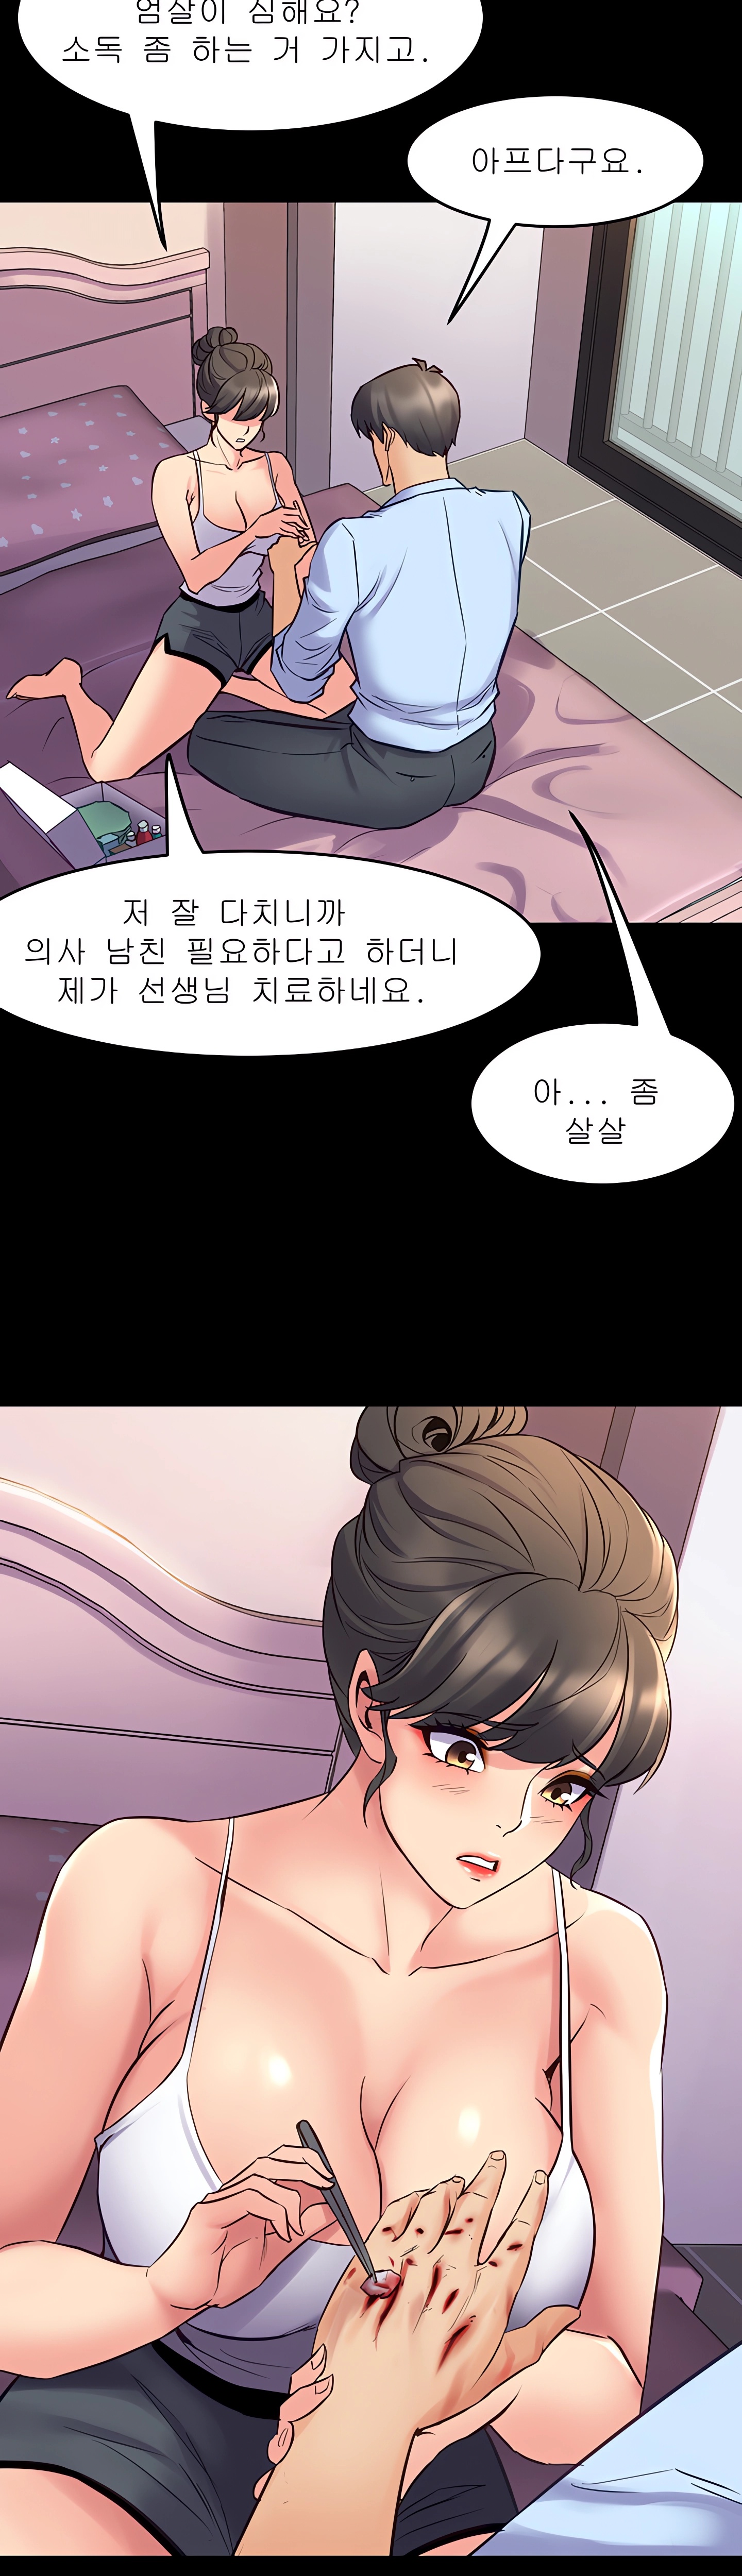 엄살이 심해요?
소독 좀 하는 거 가지고.
아프다구요.
저 잘 다치니까
의사 남친 필요하다고 하더니
제가 선생님 치료하네요.
아... 좀
살살